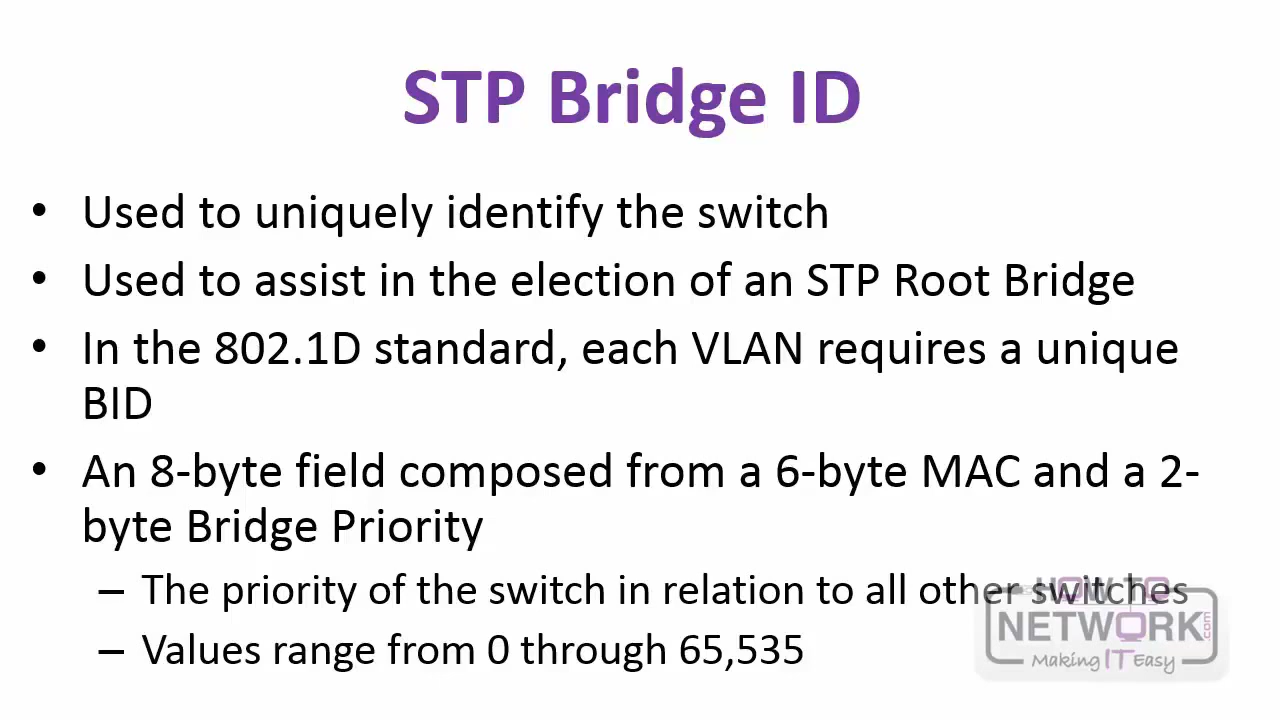 STP Bridge ID
• Used to uniquely identify the switch
• Used to assist in the election of an STP Root Bridge
• In the 802.1D standard, each VLAN requires a unique
BID
• An 8-byte field composed from a 6-byte MAC and a 2-
byte Bridge Priority
– The priority of the switch in relation to all other switches
– Values range from 0 through 65,535
HOW TO
NETWORK.com
Making IT Easy